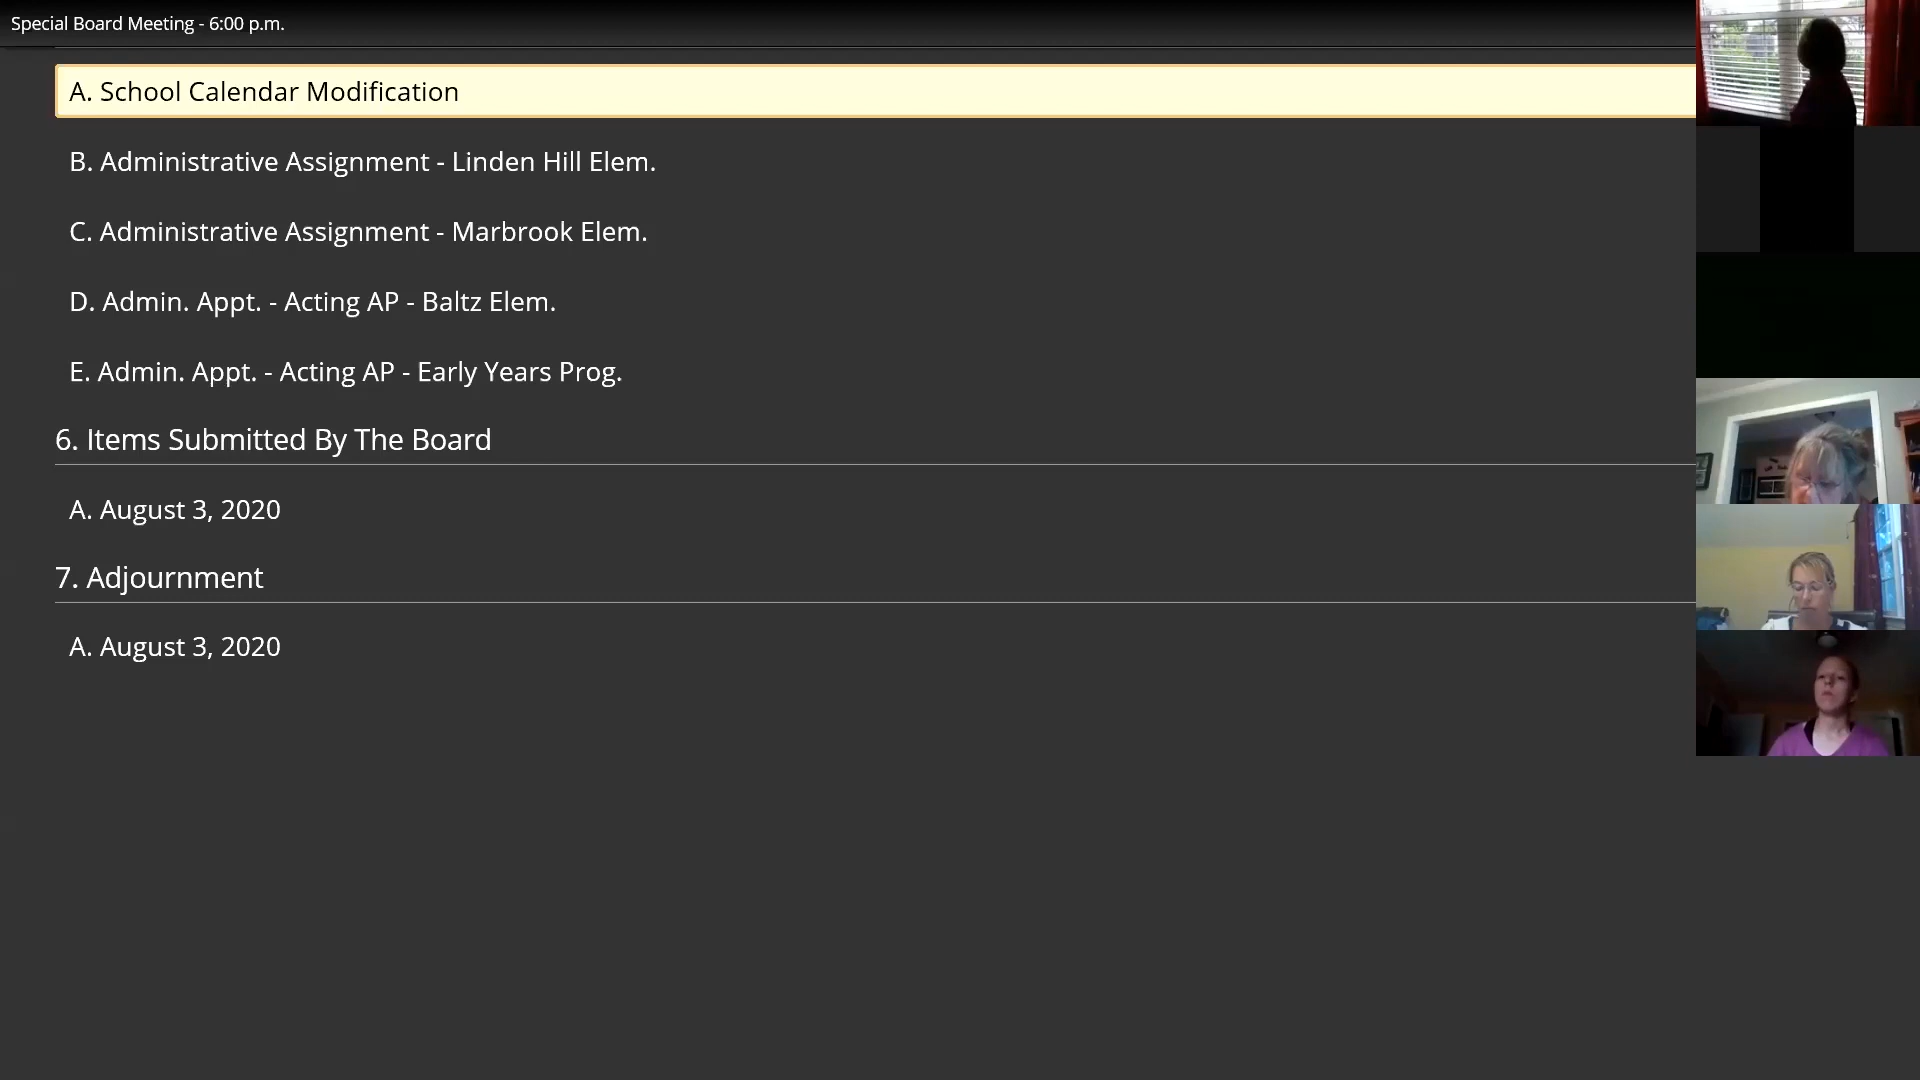 Special Board Meeting - 6:00 p.m.
A. School Calendar Modification
B. Administrative Assignment - Linden Hill Elem.
C. Administrative Assignment - Marbrook Elem.
D. Admin. Appt. - Acting AP - Baltz Elem.
E. Admin. Appt. - Acting AP - Early Years Prog.
6. Items Submitted By The Board
A. August 3, 2020
7. Adjournment
A. August 3, 2020